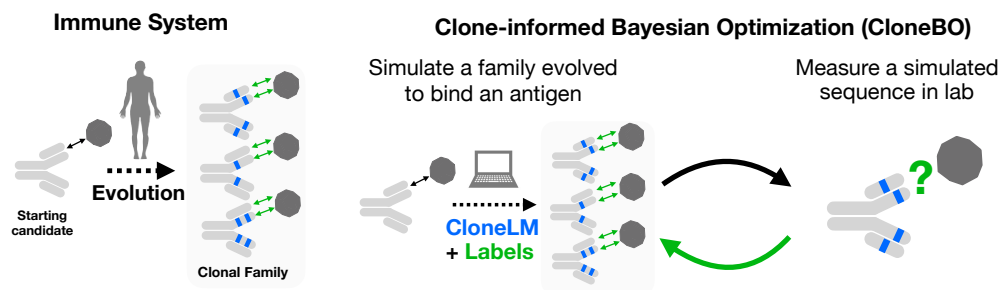 Immune System
Starting
candidate
Evolution
Clonal Family
Clone-informed Bayesian Optimization (CloneBO)
Simulate a family evolved
to bind an antigen
CloneLM
+ Labels
Measure a simulated
sequence in lab
?